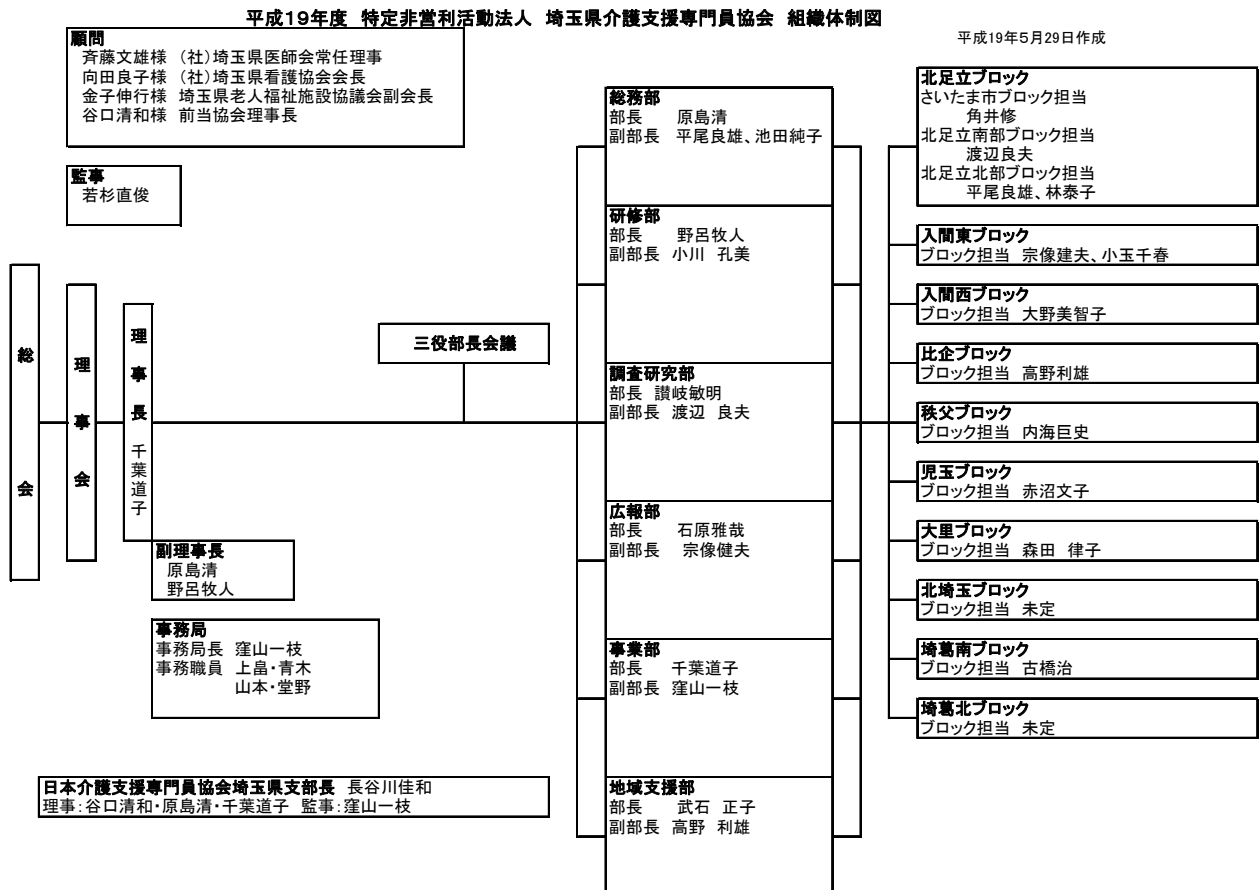 平成19年度 特定非営利活動法人 埼玉県介護支援専門員協会 組織体制図
平成19年5月29日作成
顧問
斉藤文雄様 (社)埼玉県医師会常任理事
向田良子様 (社)埼玉県看護協会会長
金子伸行様 埼玉県老人福祉施設協議会副会長
谷口清和様 前当協会理事長
監事
若杉直俊
総会
理事会
理事長 千葉道子
副理事長
原島清
野呂牧人
事務局
事務局長 窪山一枝
事務職員 上畠・青木
山本・堂野
日本介護支援専門員協会埼玉県支部長 長谷川佳和
理事:谷口清和・原島清・千葉道子 監事:窪山一枝
三役部長会議
総務部
部長 原島清
副部長 平尾良雄、池田純子
研修部
部長 野呂牧人
副部長 小川 孔美
調査研究部
部長 讃岐敏明
副部長 渡辺 良夫
広報部
部長 石原雅哉
副部長 宗像健夫
事業部
部長 千葉道子
副部長 窪山一枝
地域支援部
部長 武石 正子
副部長 高野 利雄
北足立ブロック
さいたま市ブロック担当
角井修
北足立南部ブロック担当
渡辺良夫
北足立北部ブロック担当
平尾良雄、林泰子
入間東ブロック
ブロック担当 宗像建夫、小玉千春
入間西ブロック
ブロック担当 大野美智子
比企ブロック
ブロック担当 高野利雄
秩父ブロック
ブロック担当 内海巨史
児玉ブロック
ブロック担当 赤沼文子
大里ブロック
ブロック担当 森田 律子
北埼玉ブロック
ブロック担当 未定
埼葛南ブロック
ブロック担当 古橋治
埼葛北ブロック
ブロック担当 未定